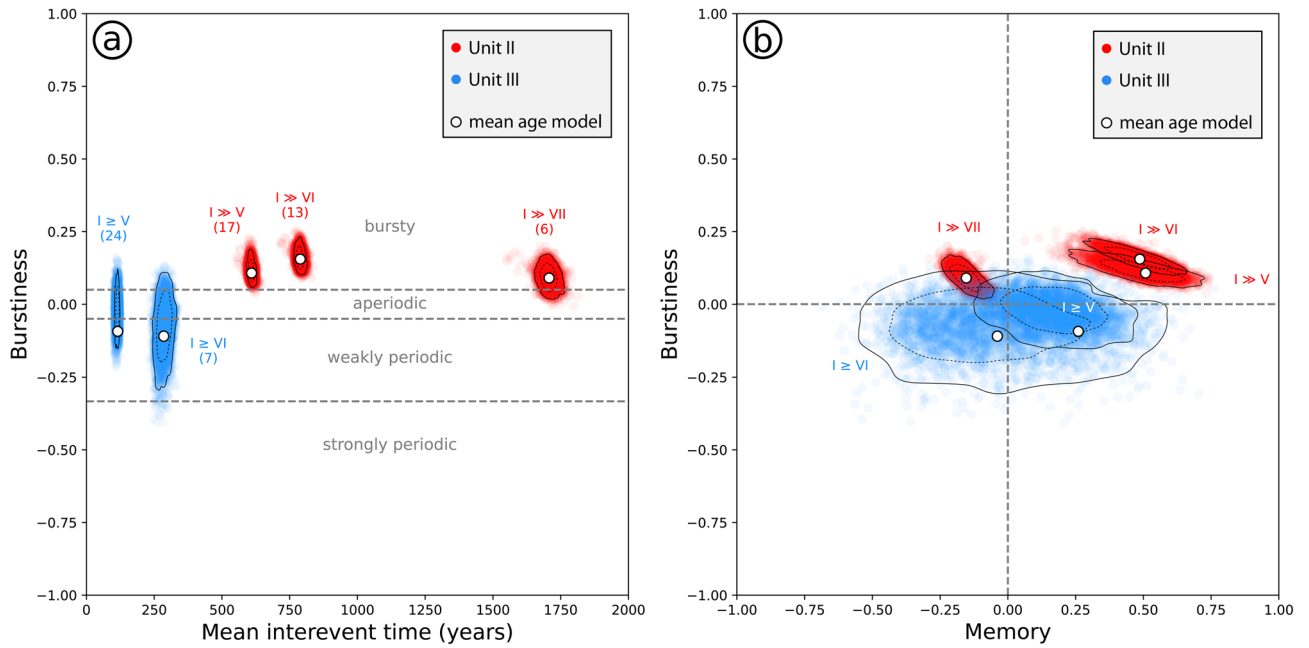 a
Unit II
Unit III
mean age model
I ≥ V
(24)
I ≫ V
(17)
I ≫ VI
(13)
I ≫ VII
(6)
bursty
aperiodic
I ≥ VI
(7)
weakly periodic
strongly periodic
1.00
0.75
0.50
0.25
0.00
−0.25
−0.50
−0.75
−1.00
Burstiness
0
250
500
750
1000
1250
1500
1750
2000
Mean interevent time (years)
b
Unit II
Unit III
mean age model
I ≫ VII
I ≫ VI
I ≫ V
I ≥ V
I ≥ VI
1.00
0.75
0.50
0.25
0.00
−0.25
−0.50
−0.75
−1.00
Burstiness
−1.00
−0.75
−0.50
−0.25
0.00
0.25
0.50
0.75
1.00
Memory